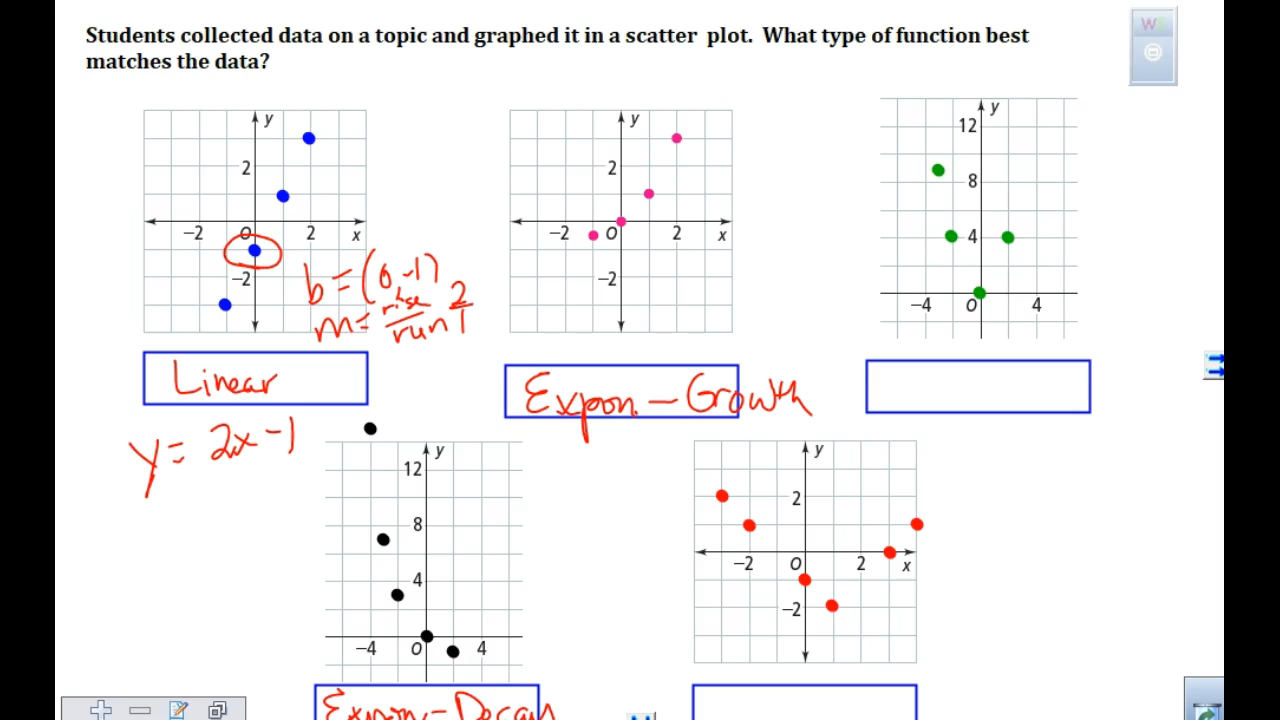 Students collected data on a topic and graphed it in a scatter plot. What type of function best
matches the data?
y
2
-2
O
2
x
-2
b = (0, -1)
m = rise/run 2/1
Linear
y = 2x - 1
y
2
-2
O
2
x
-2
Expon. - Growth
y
12
8
4
-4
O
4
y
12
8
4
-4
O
4
Expon - Decay
y
2
-2
O
2
x
-2